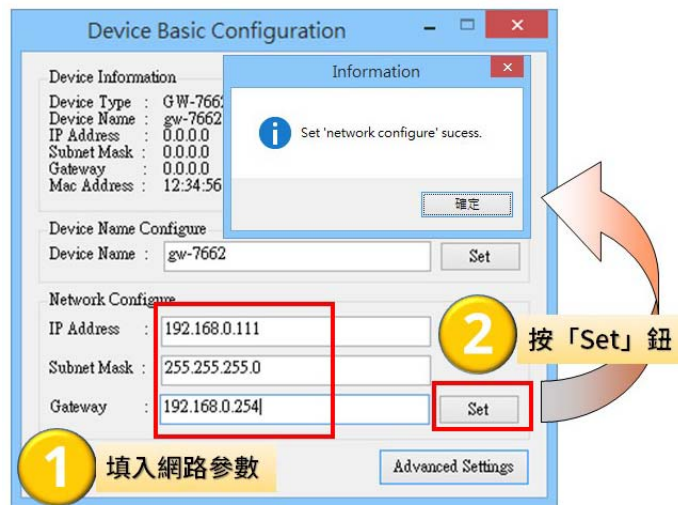 Device Basic Configuration
Device Information
Device Type : GW-7662
Device Name : gw-7662
IP Address : 0.0.0.0
Subnet Mask : 0.0.0.0
Gateway : 0.0.0.0
Mac Address : 12:34:56
Information
Set 'network configure' sucess.
確定
Device Name Configure
Device Name : gw-7662 Set
Network Configure
IP Address : 192.168.0.111
Subnet Mask : 255.255.255.0
Gateway : 192.168.0.254 Set
2 按「Set」鈕
1 填入網路參數
Advanced Settings